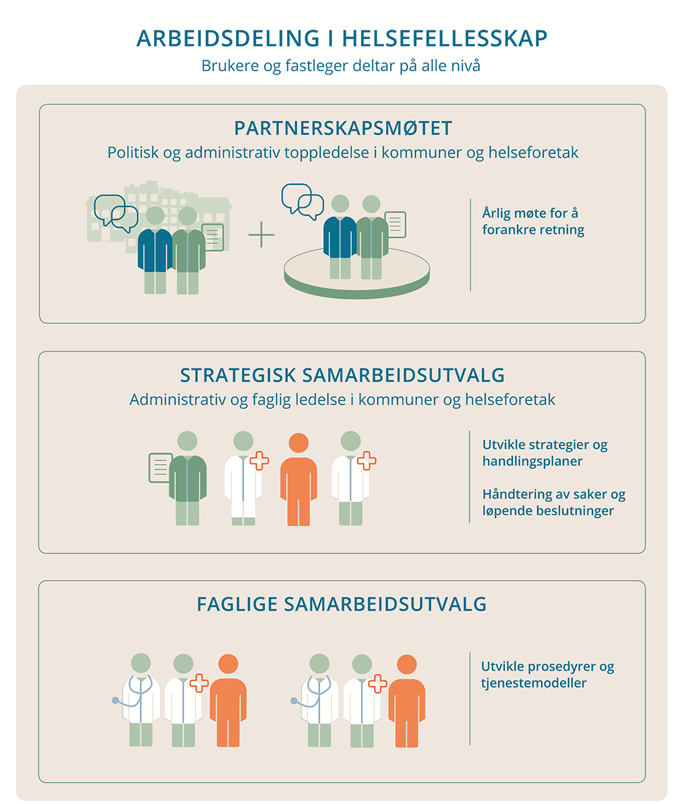 ARBEIDSDELING I HELSEFELLESSKAP
Brukere og fastleger deltar på alle nivå
PARTNERSKAPSMØTET
Politisk og administrativ toppledelse i kommuner og helseforetak
Årlig møte for å
forankre retning
STRATEGISK SAMARBEIDSUTVALG
Administrativ og faglig ledelse i kommuner og helseforetak
Utvikle strategier og
handlingsplaner
Håndtering av saker og
løpende beslutninger
FAGLIGE SAMARBEIDSUTVALG
Utvikle prosedyrer og
tjenestemodeller